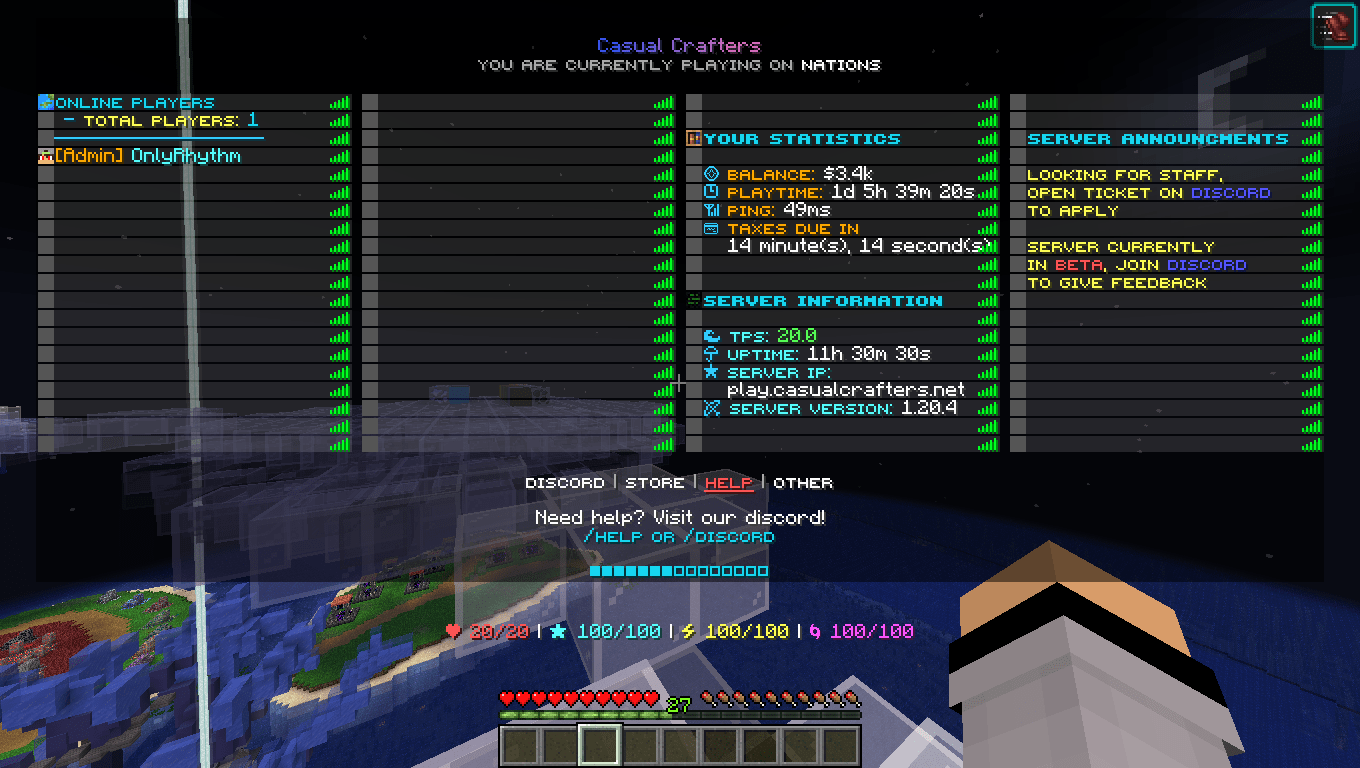 Casual Crafters
YOU ARE CURRENTLY PLAYING ON NATIONS
ONLINE PLAYERS
– TOTAL PLAYERS: 1
[Admin] OnlyRhythm
YOUR STATISTICS
BALANCE: $3.4k
PLAYTIME: 1d 5h 39m 20s
PING: 49ms
TAXES DUE IN
14 minute(s), 14 second(s)
SERVER INFORMATION
TPS: 20.0
UPTIME: 11h 30m 30s
SERVER IP:
play.casualcrafters.net
SERVER VERSION: 1.20.4
SERVER ANNOUNCMENTS
LOOKING FOR STAFF,
OPEN TICKET ON DISCORD
TO APPLY
SERVER CURRENTLY
IN BETA, JOIN DISCORD
TO GIVE FEEDBACK
DISCORD | STORE | HELP | OTHER
Need help? Visit our discord!
/HELP OR /DISCORD
20/20 | 100/100 | 100/100 | 100/100
27